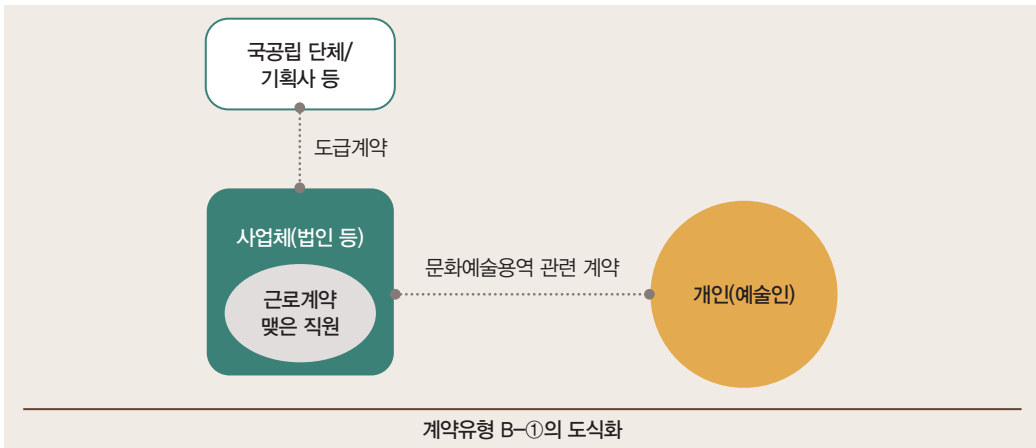 국공립 단체/
기획사 등
도급계약
사업체(법인 등)
문화예술용역 관련 계약
근로계약
맺은 직원
개인(예술인)
계약유형 B-①의 도식화